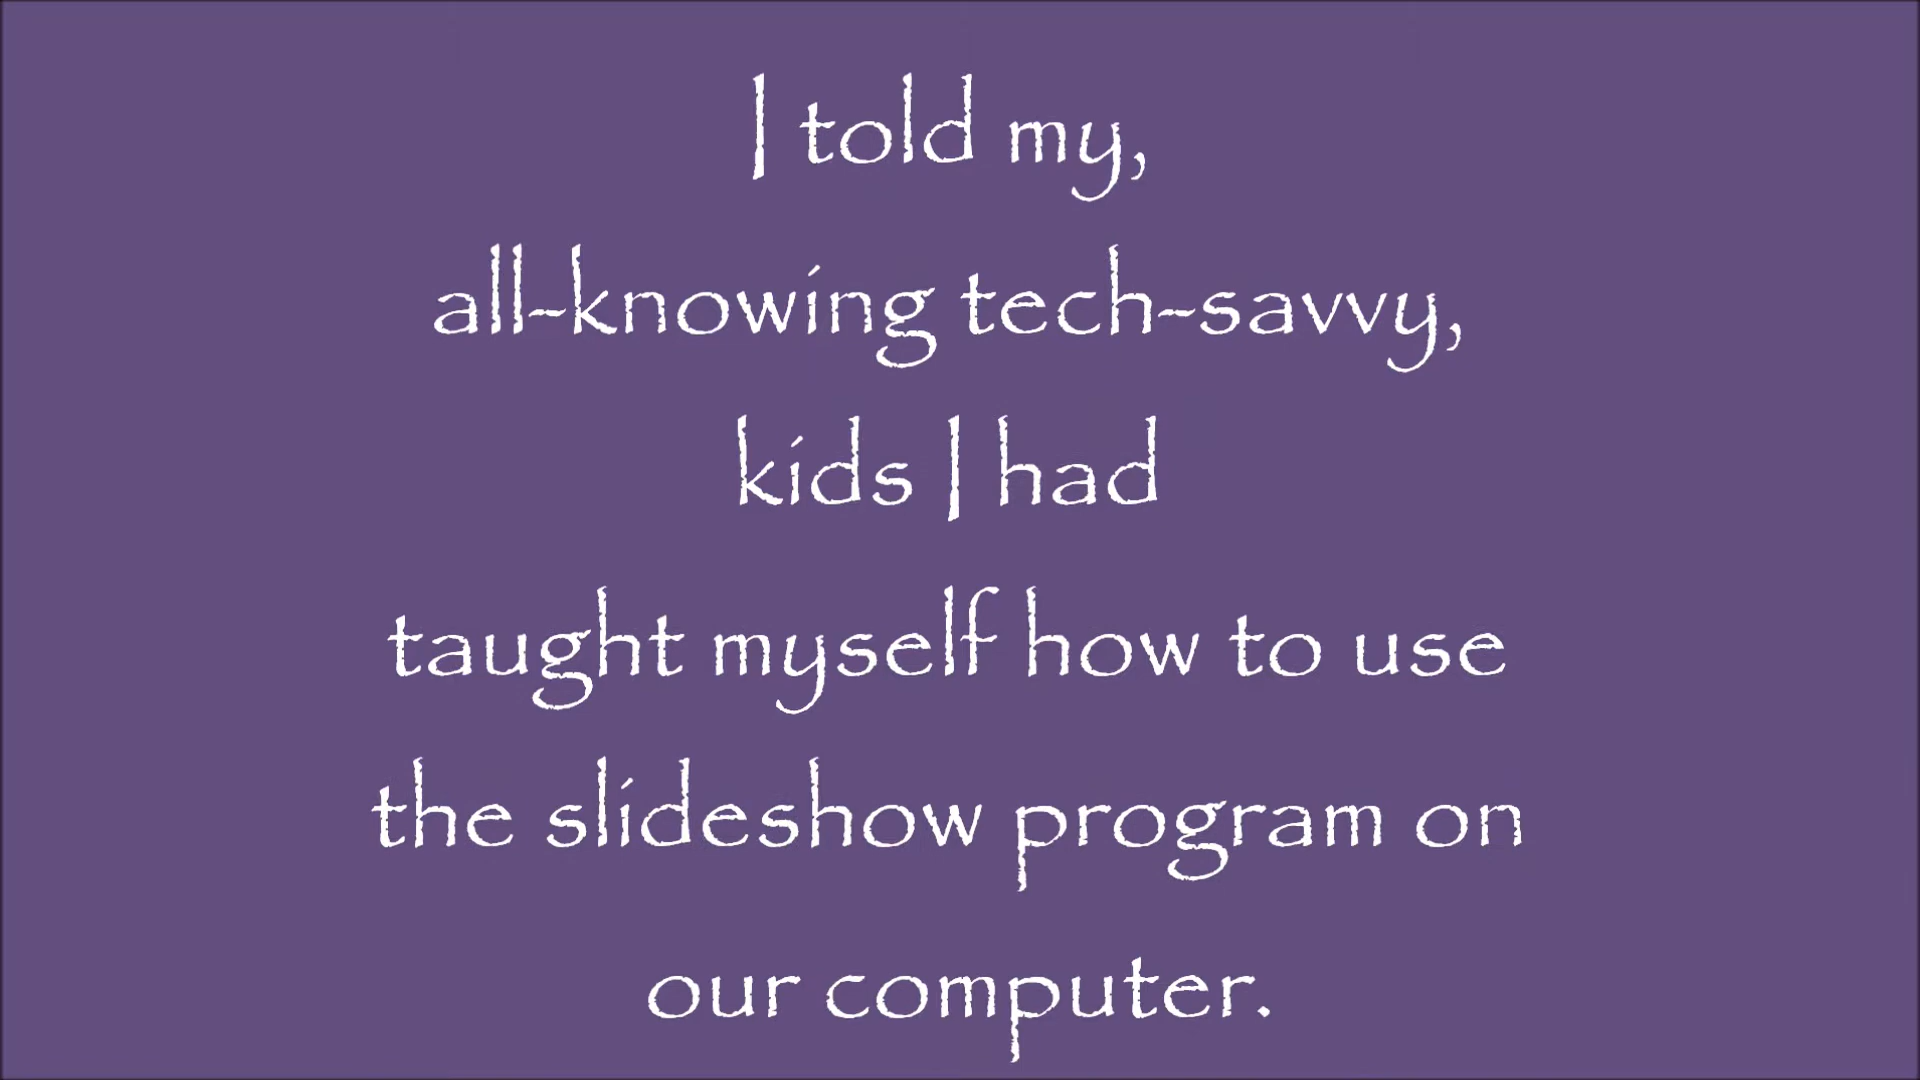 I told my,
all-knowing tech-savvy,
kids I had
taught myself how to use
the slideshow program on
our computer.